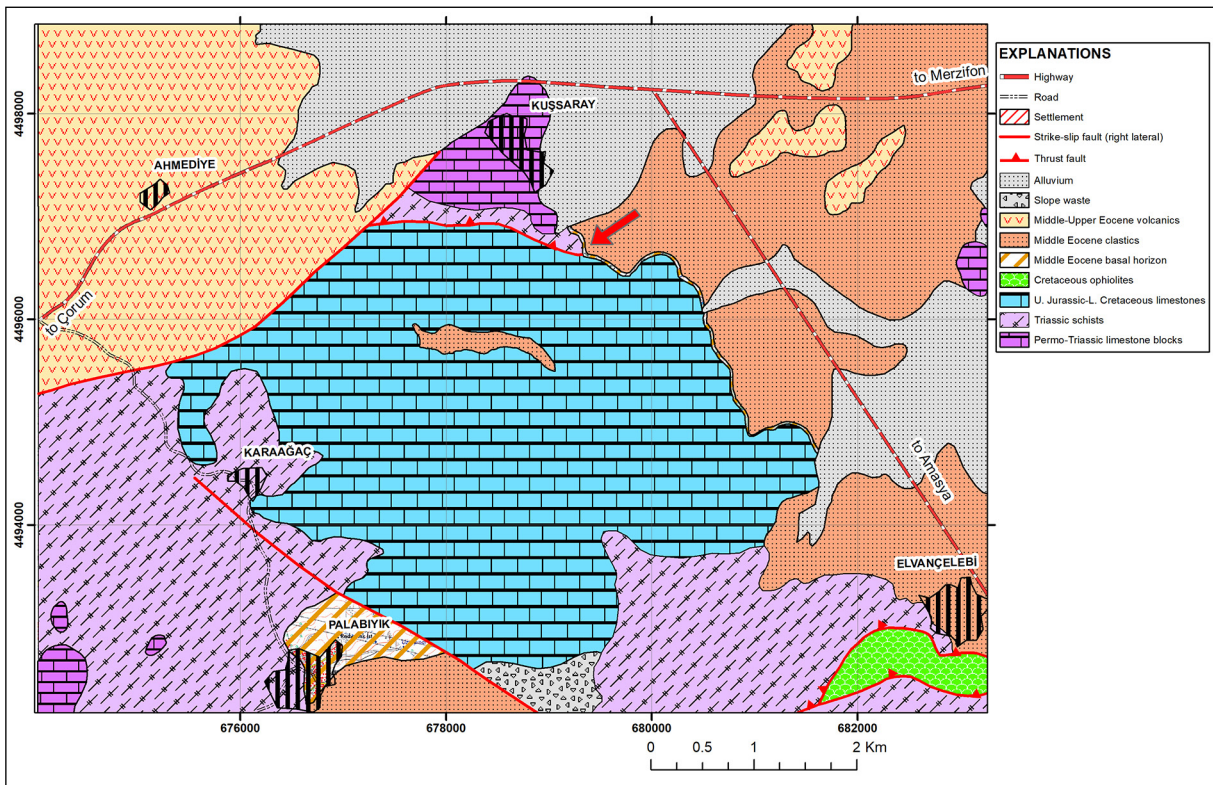 to Merzifon
KUŞSARAY
AHMEDİYE
to Çorum
KARAAĞAÇ
to Amasya
ELVANÇELEBİ
PALABIYIK
4498000
4496000
4494000
676000
678000
680000
682000
0 0.5 1 2 Km
EXPLANATIONS
Highway
Road
Settlement
Strike-slip fault (right lateral)
Thrust fault
Alluvium
Slope waste
Middle-Upper Eocene volcanics
Middle Eocene clastics
Middle Eocene basal horizon
Cretaceous ophiolites
U. Jurassic-L. Cretaceous limestones
Triassic schists
Permo-Triassic limestone blocks